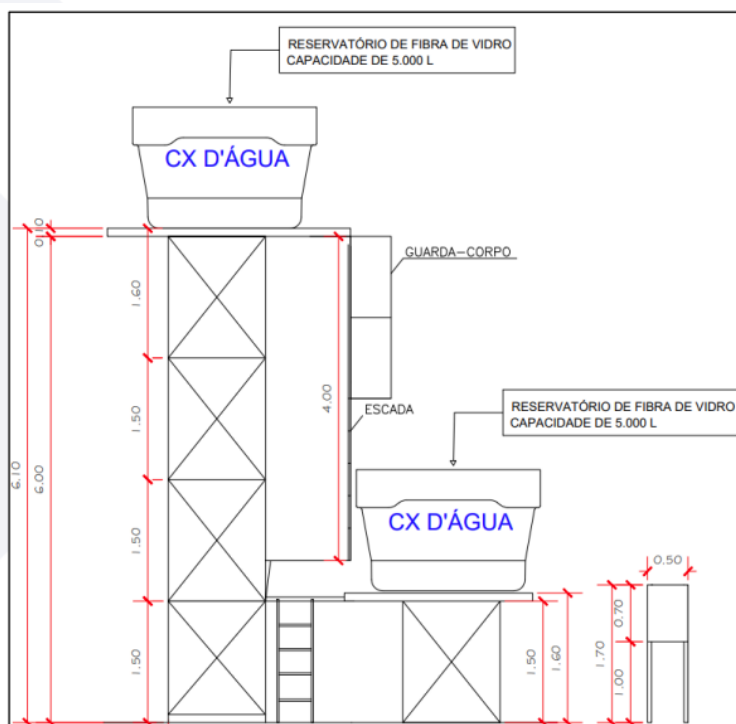 RESERVATÓRIO DE FIBRA DE VIDRO
CAPACIDADE DE 5.000 L
CX D'ÁGUA
0.10
GUARDA-CORPO
1.60
4.00
ESCADA
RESERVATÓRIO DE FIBRA DE VIDRO
CAPACIDADE DE 5.000 L
1.50
6.10
6.00
CX D'ÁGUA
1.50
0.50
0.70
1.50
1.50
1.60
1.70
1.00